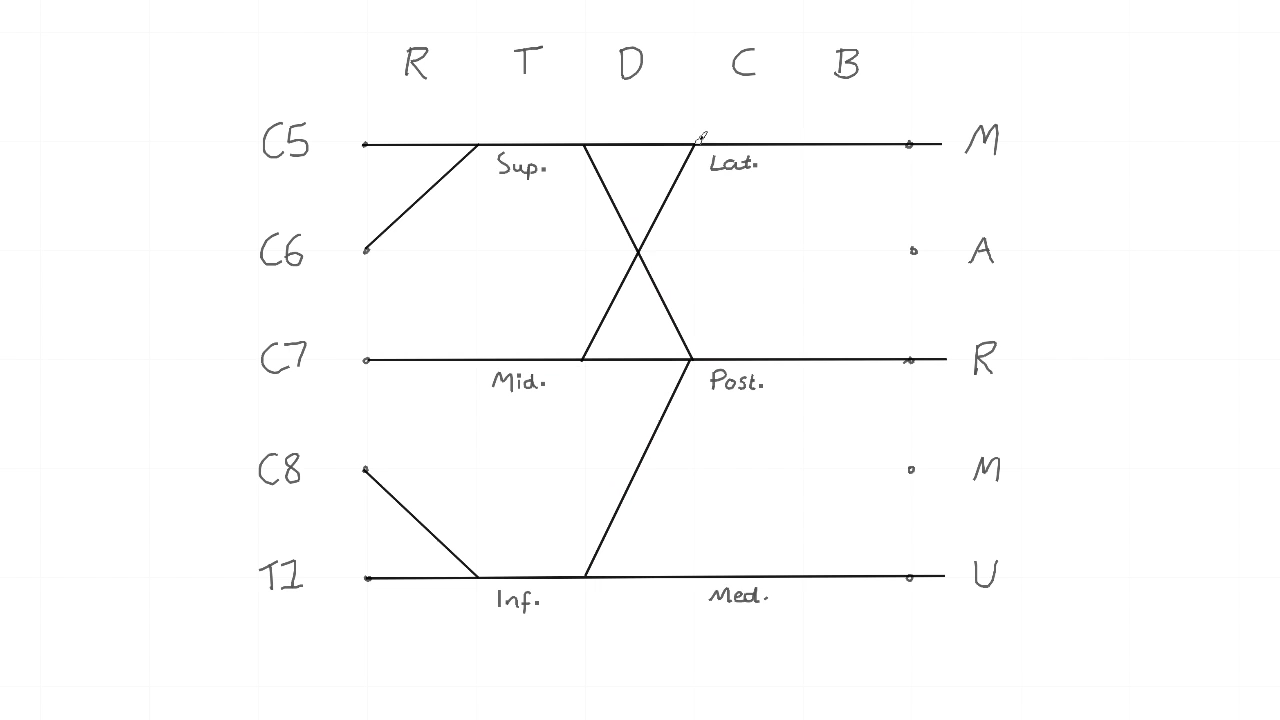 R T D C B
C5 M
Sup. Lat.
C6 A
C7 R
Mid. Post.
C8 M
T1 U
Inf. Med.